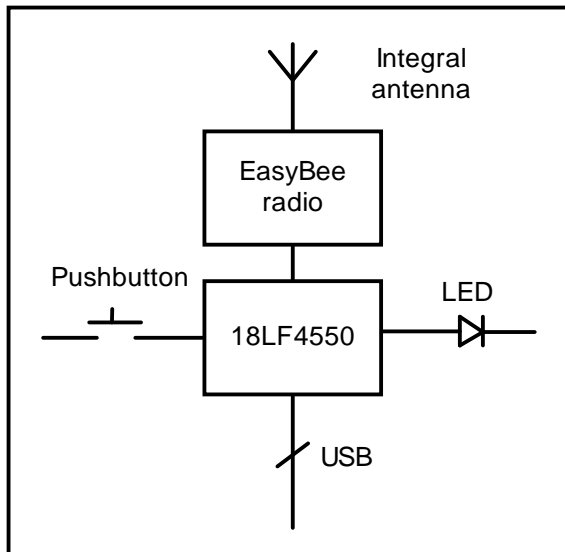 Integral
antenna
EasyBee
radio
Pushbutton
LED
18LF4550
USB